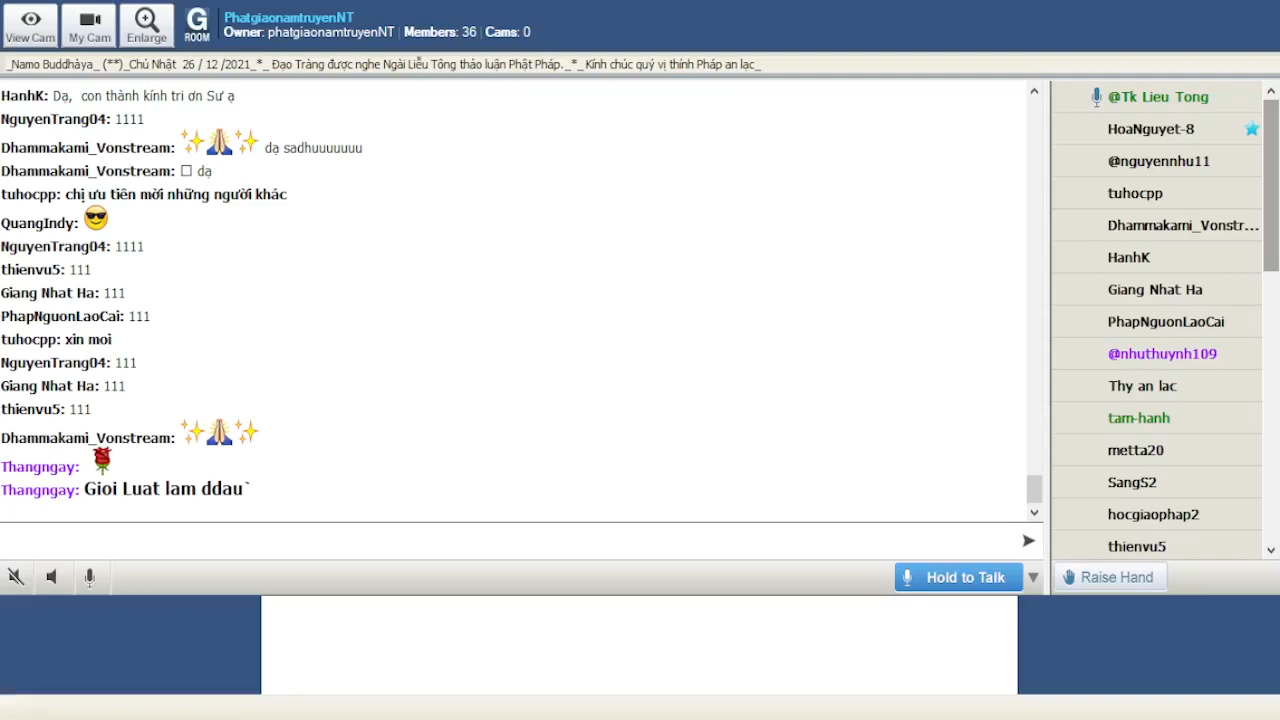 View Cam
My Cam
Enlarge
G
ROOM
PhatgiaonamtruyenNT
Owner: phatgiaonamtruyenNT | Members: 36 | Cams: 0
_Namo Buddhàya_ (**)_Chủ Nhật  26 / 12 /2021_*_ Đạo Tràng được nghe Ngài Liễu Tông thảo luận Phật Pháp._*_Kính chúc quý vị thính Pháp an lạc_
HanhK: Dạ,  con thành kính tri ơn Sư ạ
NguyenTrang04: 1111
Dhammakami_Vonstream: dạ sadhuuuuuuu
Dhammakami_Vonstream: □ dạ
tuhocpp: chị ưu tiên mời những người khác
QuangIndy:
NguyenTrang04: 1111
thienvu5: 111
Giang Nhat Ha: 111
PhapNguonLaoCai: 111
tuhocpp: xin moi
NguyenTrang04: 111
Giang Nhat Ha: 111
thienvu5: 111
Dhammakami_Vonstream:
Thangngay:
Thangngay: Gioi Luat lam ddau`
@Tk Lieu Tong
HoaNguyet-8
@nguyennhu11
tuhocpp
Dhammakami_Vonstr...
HanhK
Giang Nhat Ha
PhapNguonLaoCai
@nhuthuynh109
Thy an lac
tam-hanh
metta20
SangS2
hocgiaophap2
thienvu5
Hold to Talk
Raise Hand